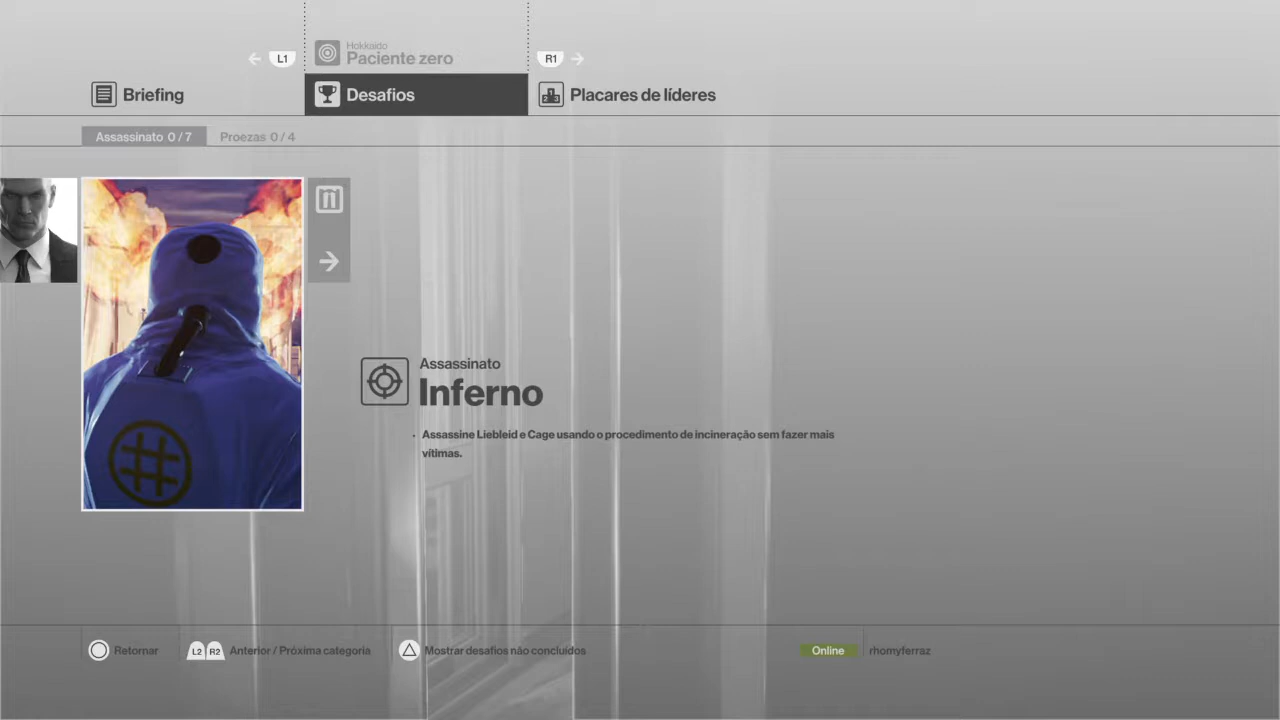 L1
Hokkaido
Paciente zero
R1
Briefing
Desafios
Placares de líderes
Assassinato 0 / 7
Proezas 0 / 4
Assassinato
Inferno
Assassine Liebleid e Cage usando o procedimento de incineração sem fazer mais
vítimas.
Retornar
L2 R2 Anterior / Próxima categoria
Mostrar desafios não concluídos
Online
rhomyferraz